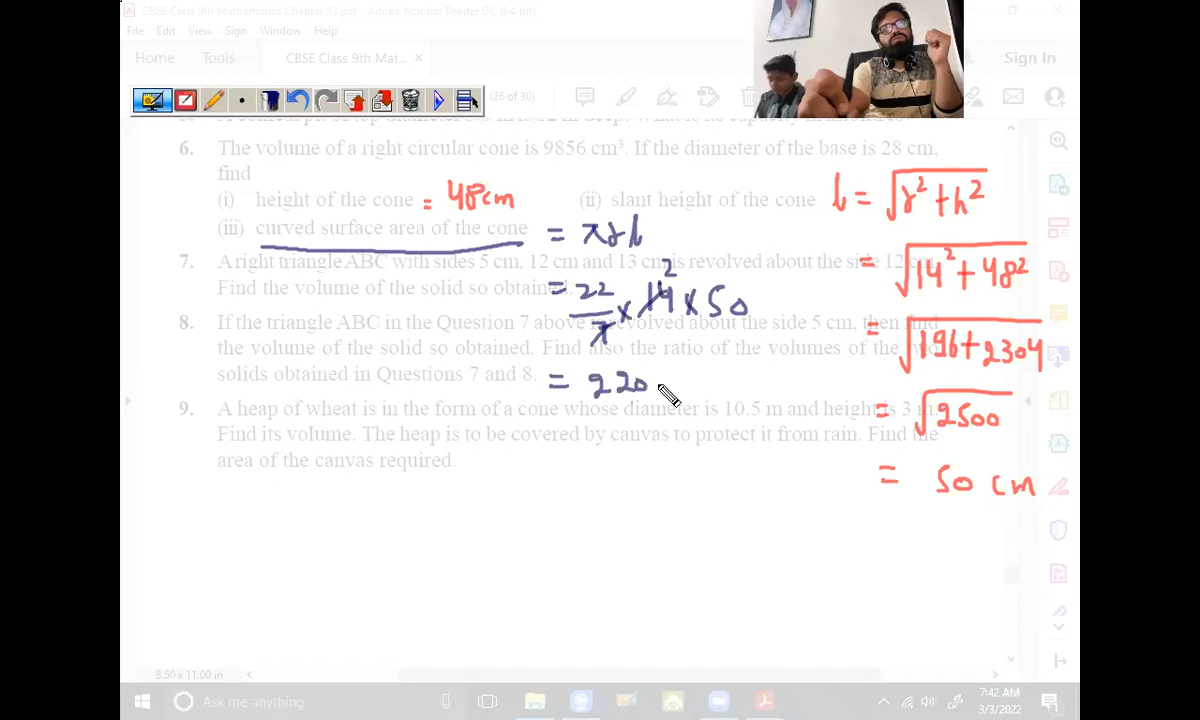 CBSE Class 9th Mathematics Chapter 13.pdf - Adobe Acrobat Reader DC (64-bit)
File Edit View Sign Window Help
Home Tools CBSE Class 9th Mat... × Sign In
(26 of 30)
6. The volume of a right circular cone is 9856 cm³. If the diameter of the base is 28 cm,
find
(i) height of the cone = 48cm (ii) slant height of the cone l = √r² + h²
(iii) curved surface area of the cone = πrl
= √14² + 48²
7. A right triangle ABC with sides 5 cm, 12 cm and 13 cm is revolved about the side 12 cm.
Find the volume of the solid so obtained.
= 22/7 × 14 2 × 50
= √196 + 2304
8. If the triangle ABC in the Question 7 above is revolved about the side 5 cm, then find
the volume of the solid so obtained. Find also the ratio of the volumes of the two
solids obtained in Questions 7 and 8.
= 220
= √2500
9. A heap of wheat is in the form of a cone whose diameter is 10.5 m and height is 3 m.
Find its volume. The heap is to be covered by canvas to protect it from rain. Find the
area of the canvas required.
= 50 cm
8.50 x 11.00 in
Ask me anything
7:42 AM
3/3/2022